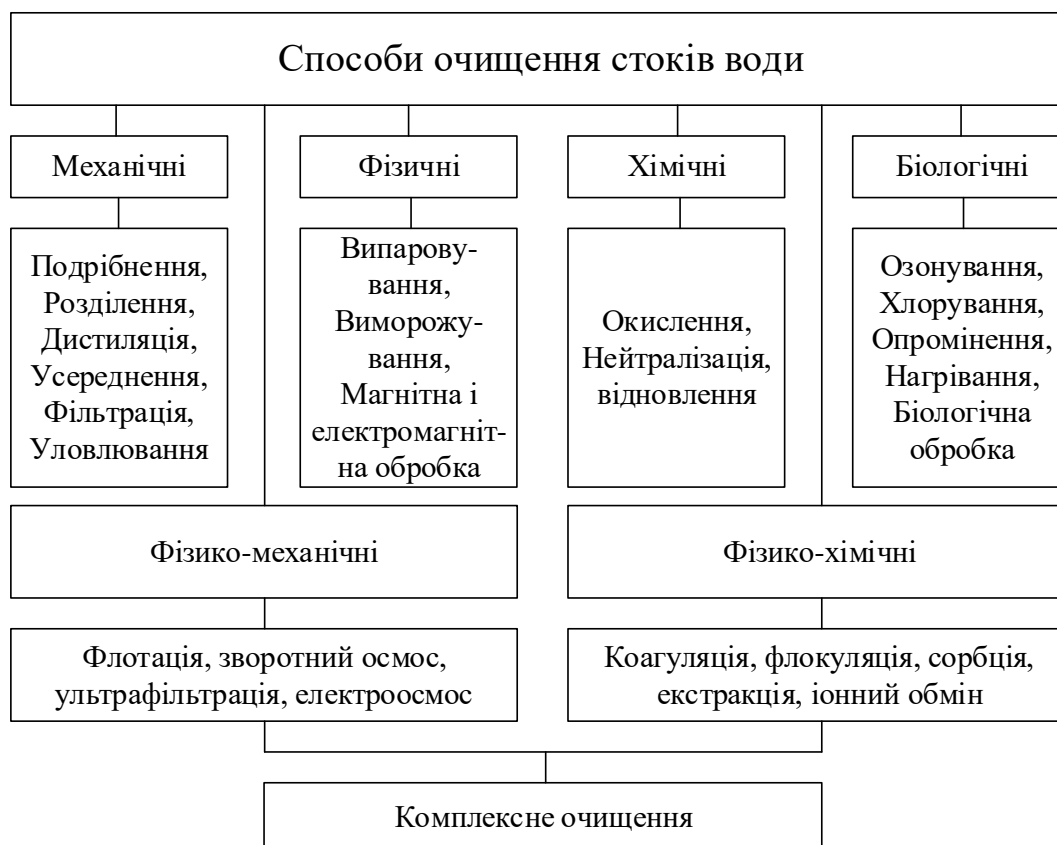 Способи очищення стоків води
Механічні
Фізичні
Хімічні
Біологічні
Подрібнення,
Розділення,
Дистиляція,
Усереднення,
Фільтрація,
Уловлювання
Випарову-
вання,
Виморожу-
вання,
Магнітна і
електромагніт-
на обробка
Окислення,
Нейтралізація,
відновлення
Озонування,
Хлорування,
Опромінення,
Нагрівання,
Біологічна
обробка
Фізико-механічні
Фізико-хімічні
Флотація, зворотний осмос,
ультрафільтрація, електроосмос
Коагуляція, флокуляція, сорбція,
екстракція, іонний обмін
Комплексне очищення